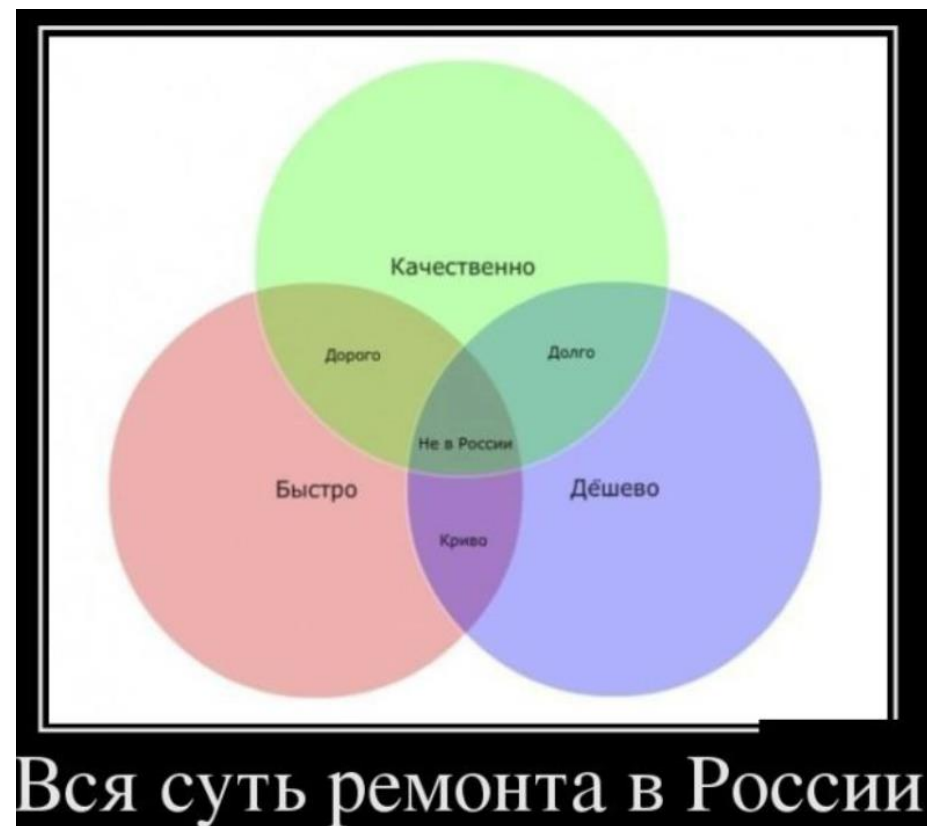 Качественно
Дорого
Долго
Не в России
Быстро
Дёшево
Криво
Вся суть ремонта в России